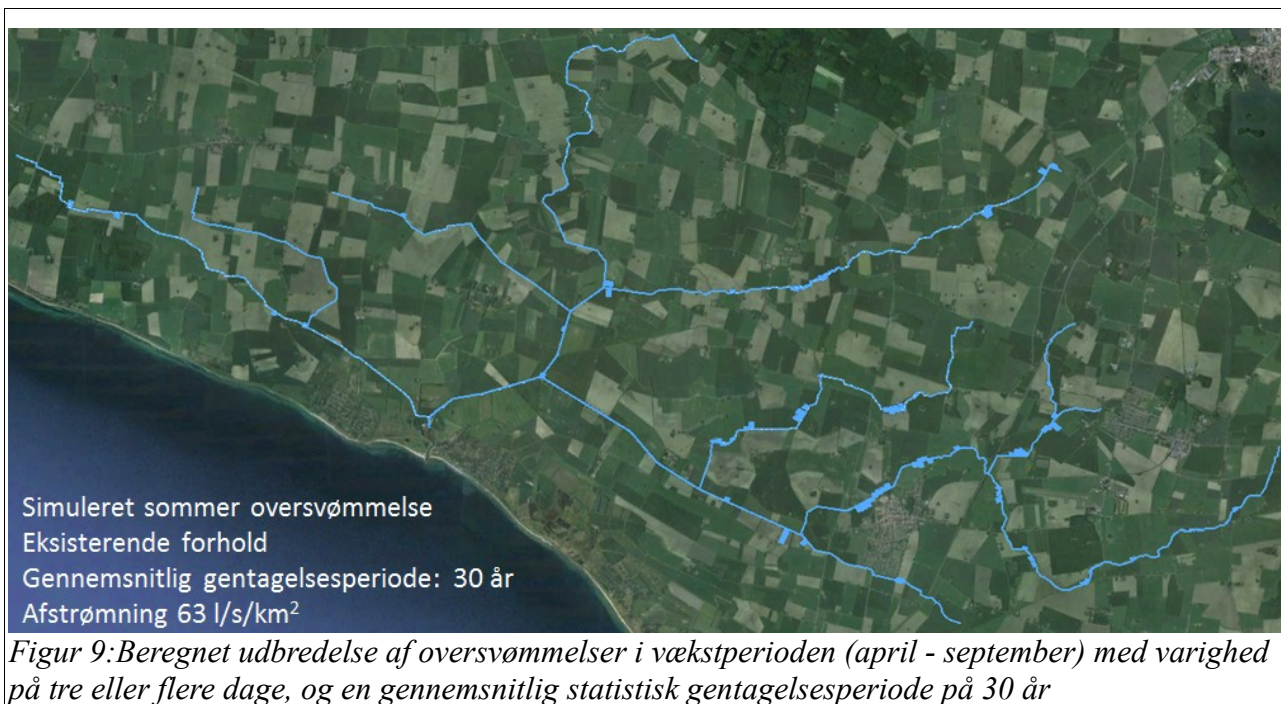 Simuleret sommer oversvømmelse
Eksisterende forhold
Gennemsnitlig gentagelsesperiode: 30 år
Afstrømning 63 l/s/km²
Figur 9:Beregnet udbredelse af oversvømmelser i vækstperioden (april - september) med varighed
på tre eller flere dage, og en gennemsnitlig statistisk gentagelsesperiode på 30 år